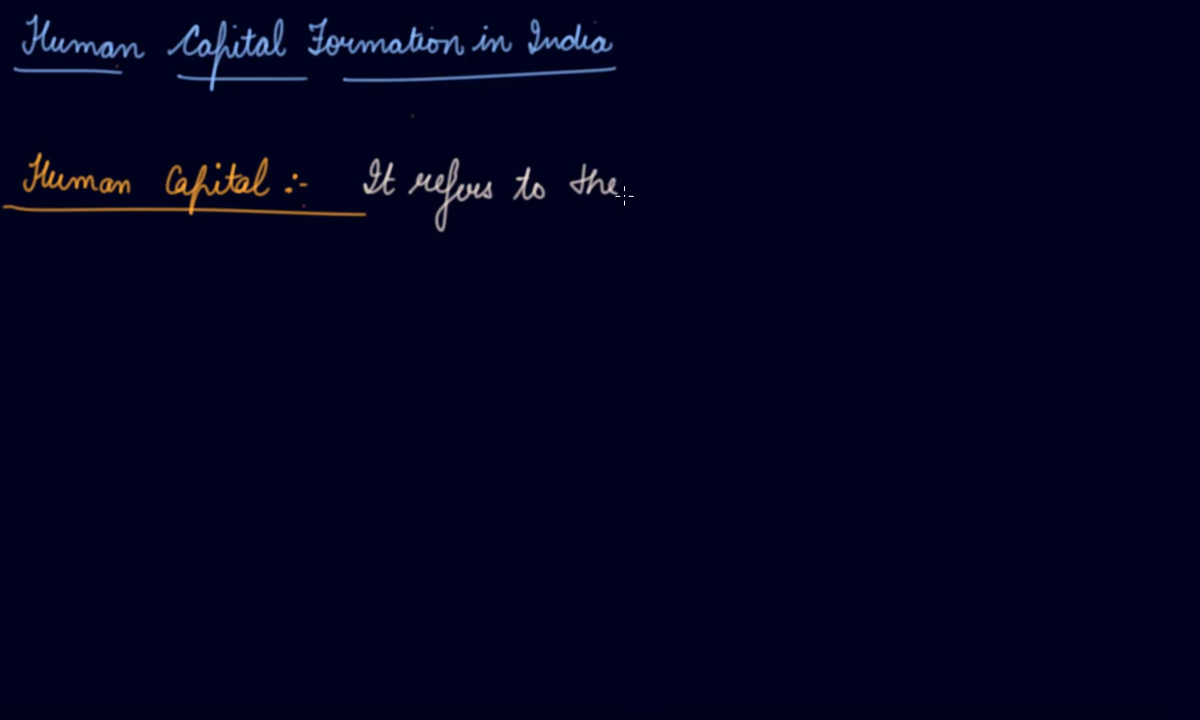 Human Capital Formation in India
Human Capital :- It refers to the